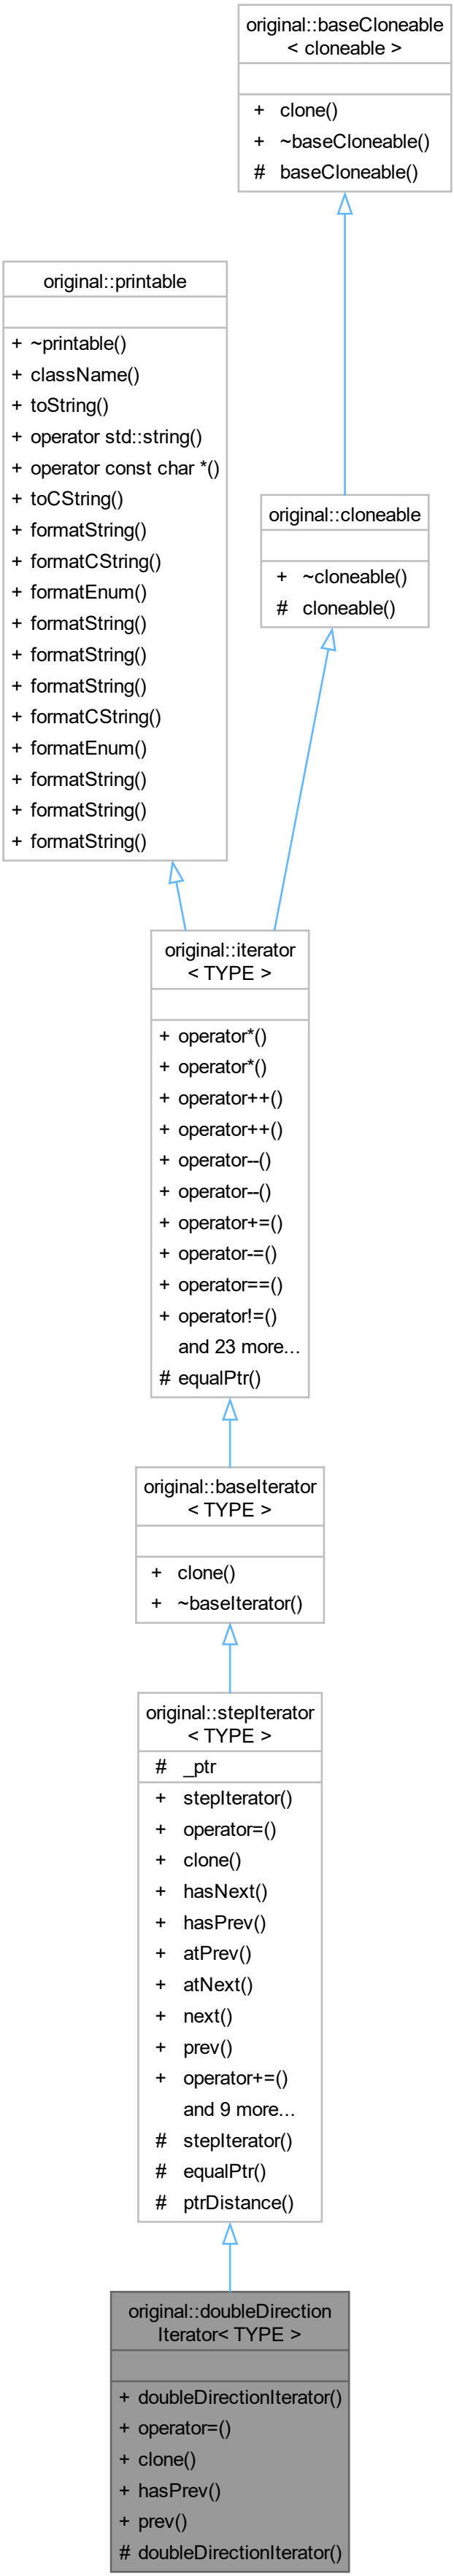 original::baseCloneable
< cloneable >
+ clone()
+ ~baseCloneable()
# baseCloneable()
original::printable
+ ~printable()
+ className()
+ toString()
+ operator std::string()
+ operator const char *()
+ toCString()
+ formatString()
+ formatCString()
+ formatEnum()
+ formatString()
+ formatString()
+ formatString()
+ formatCString()
+ formatEnum()
+ formatString()
+ formatString()
+ formatString()
original::cloneable
+ ~cloneable()
# cloneable()
original::iterator
< TYPE >
+ operator*()
+ operator*()
+ operator++()
+ operator++()
+ operator--()
+ operator--()
+ operator+=()
+ operator-=()
+ operator==()
+ operator!=()
and 23 more...
# equalPtr()
original::baseIterator
< TYPE >
+ clone()
+ ~baseIterator()
original::stepIterator
< TYPE >
# _ptr
+ stepIterator()
+ operator=()
+ clone()
+ hasNext()
+ hasPrev()
+ atPrev()
+ atNext()
+ next()
+ prev()
+ operator+=()
and 9 more...
# stepIterator()
# equalPtr()
# ptrDistance()
original::doubleDirection
Iterator< TYPE >
+ doubleDirectionIterator()
+ operator=()
+ clone()
+ hasPrev()
+ prev()
# doubleDirectionIterator()